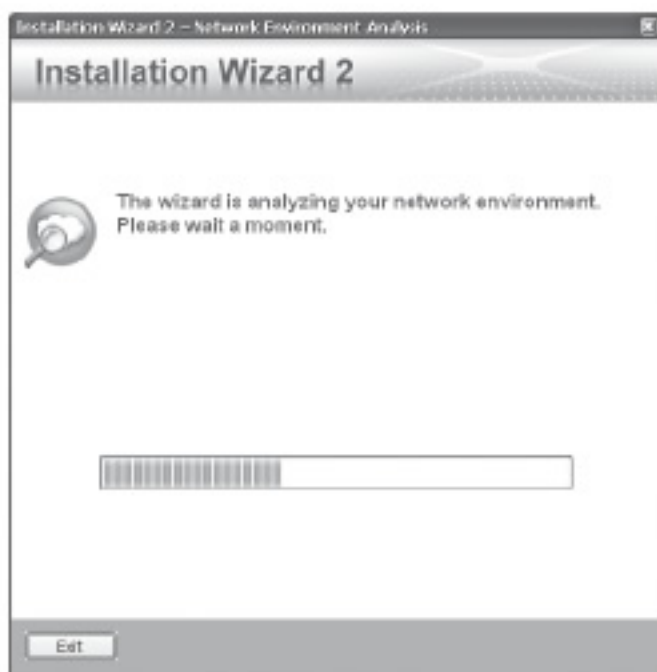 Installation Wizard 2 – Network Environment Analysis
Installation Wizard 2
The wizard is analyzing your network environment.
Please wait a moment.
Exit